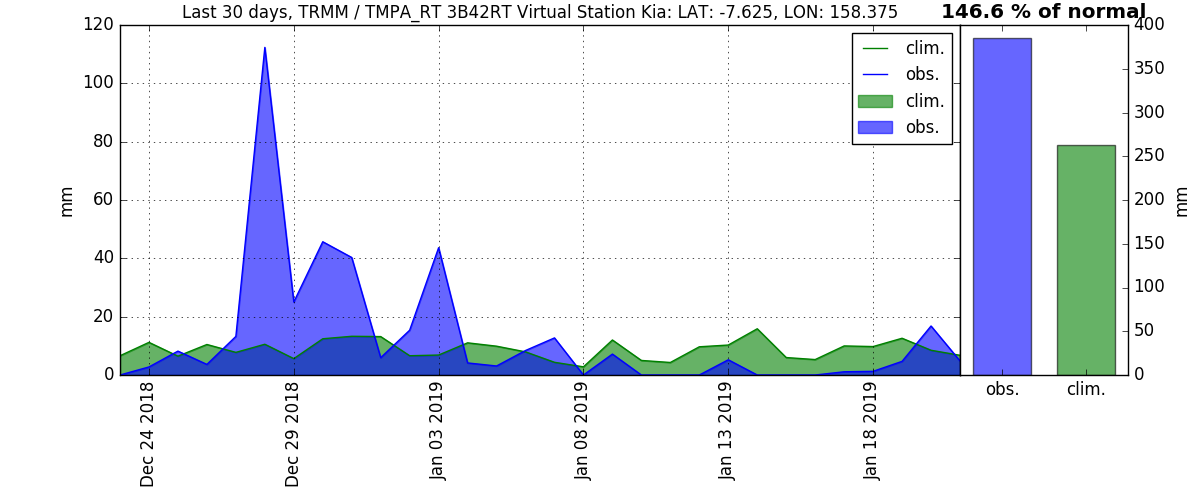 Last 30 days, TRMM / TMPA_RT 3B42RT Virtual Station Kia: LAT: -7.625, LON: 158.375
146.6 % of normal
120
100
80
60
40
20
0
mm
clim.
obs.
clim.
obs.
400
350
300
250
200
150
100
50
0
mm
Dec 24 2018
Dec 29 2018
Jan 03 2019
Jan 08 2019
Jan 13 2019
Jan 18 2019
obs.
clim.